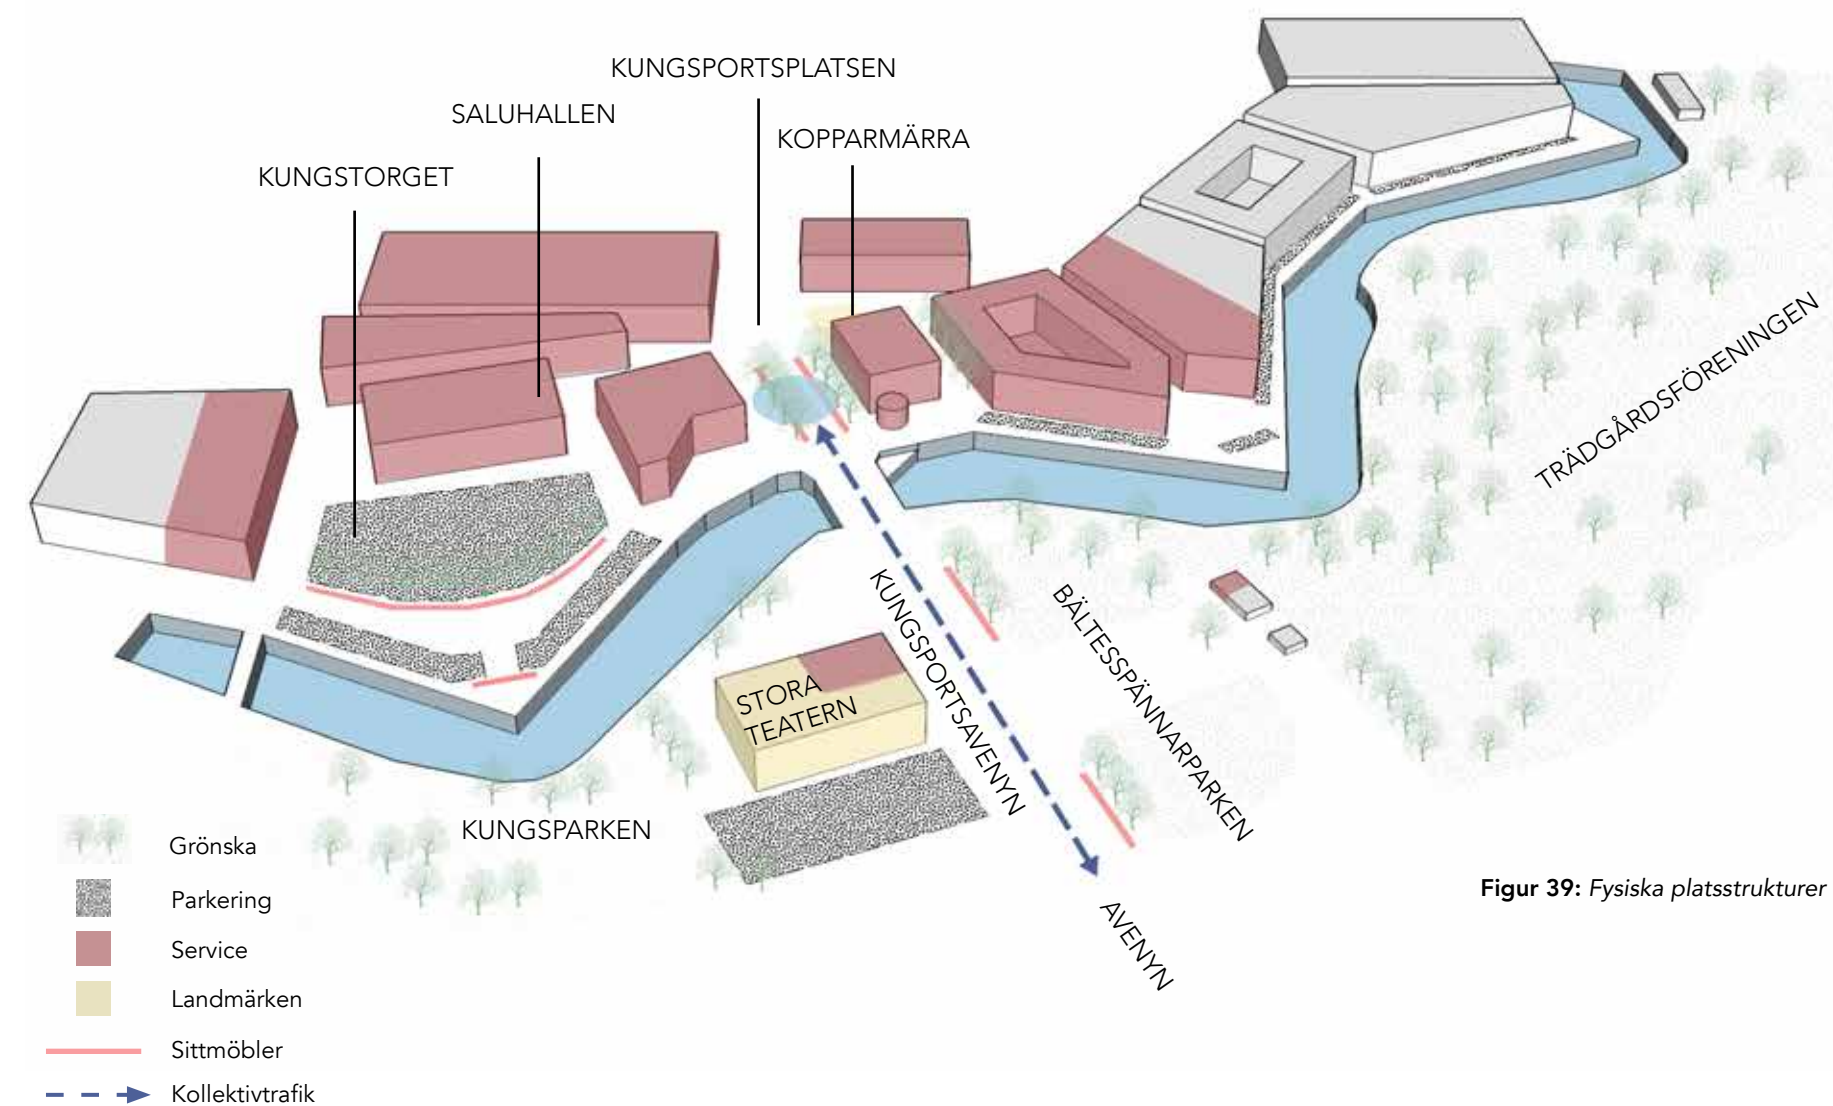 KUNGSPORTSPLATSEN
SALUHALLEN
KOPPARMÄRRA
KUNGSTORGET
TRÄDGÅRDSFÖRENINGEN
KUNGSPORTSAVENYN
BÄLTESSPÄNNARPARKEN
STORA
TEATERN
KUNGSPARKEN
AVENYN
Grönska
Parkering
Service
Landmärken
Sittmöbler
Kollektivtrafik
Figur 39: Fysiska platsstrukturer